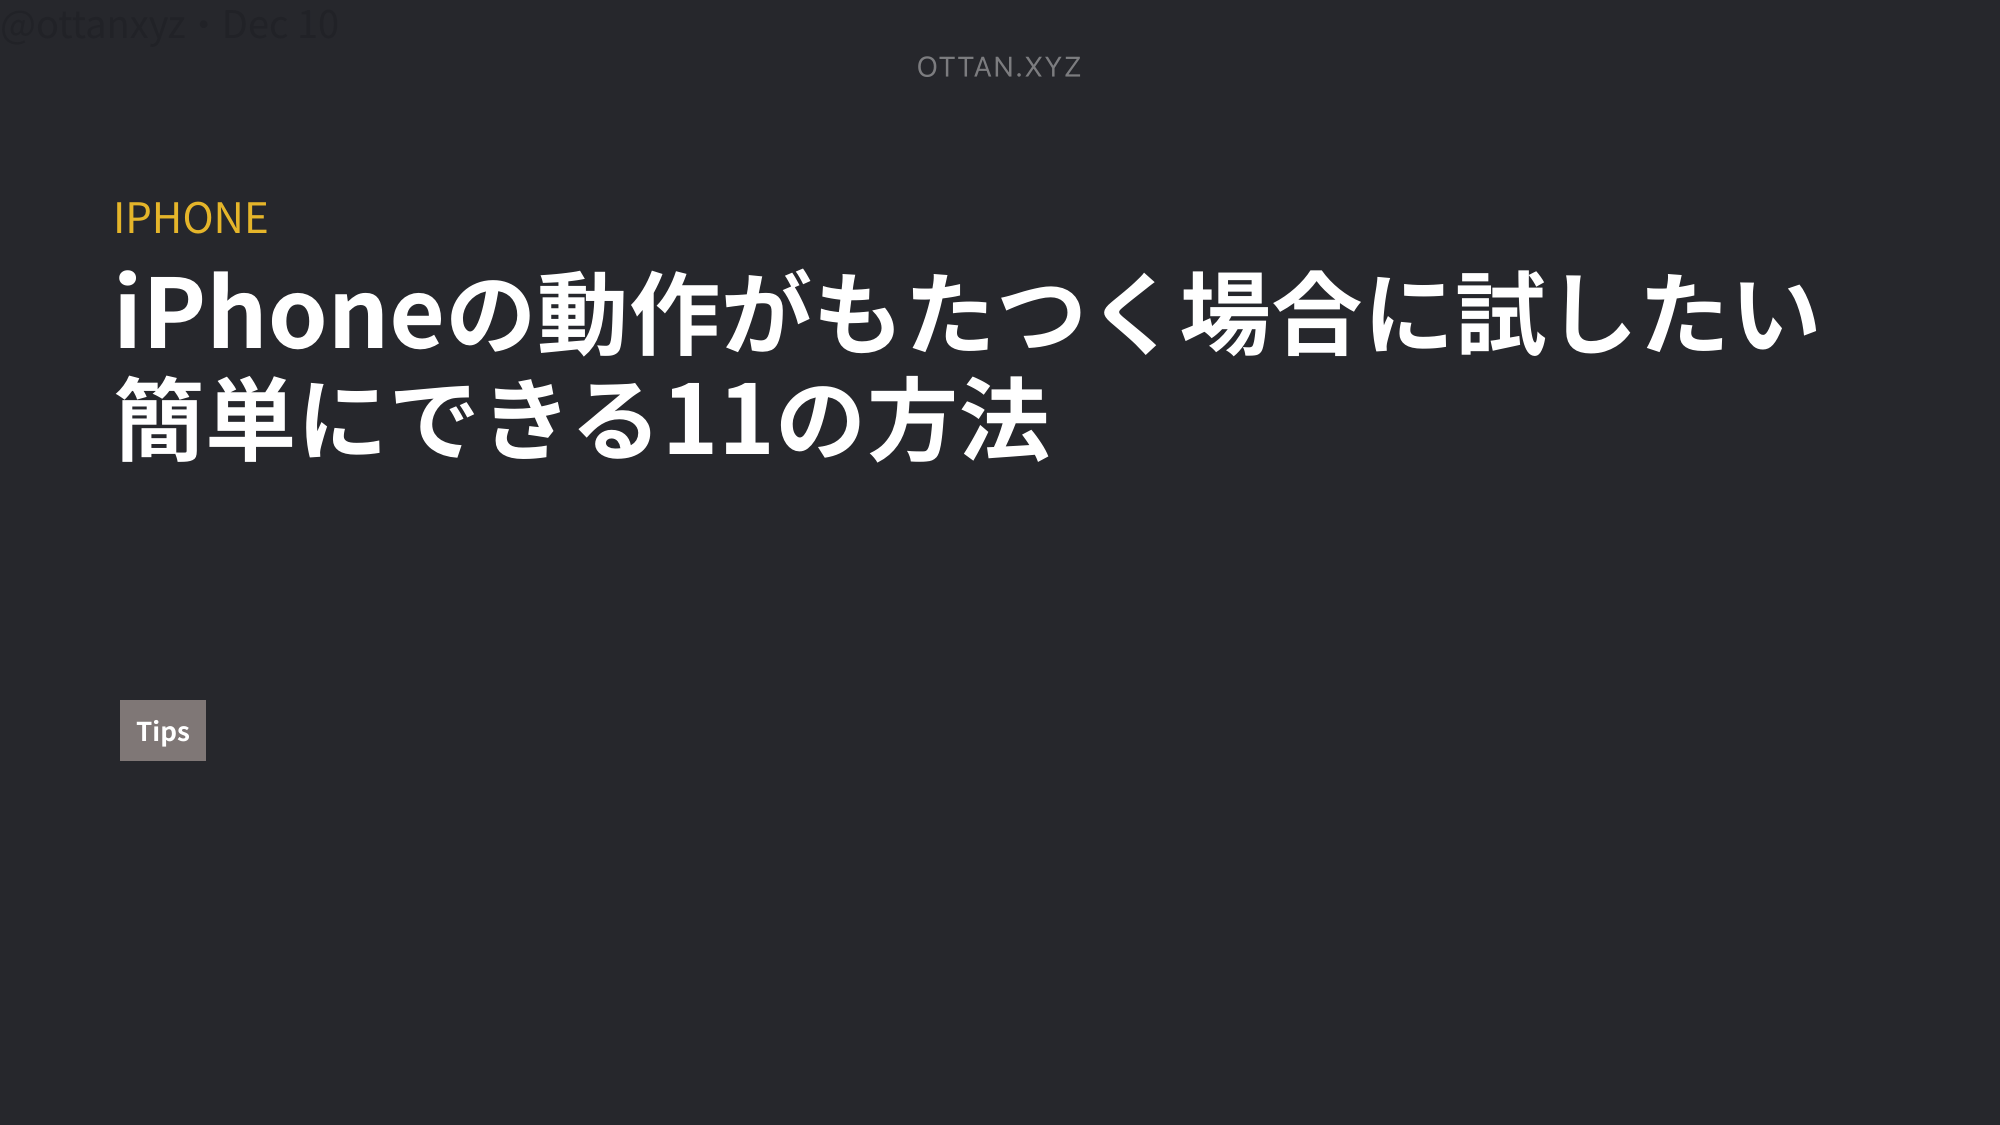 @ottanxyz・Dec 10
OTTAN.XYZ
IPHONE
iPhoneの動作がもたつく場合に試したい
簡単にできる11の方法
Tips